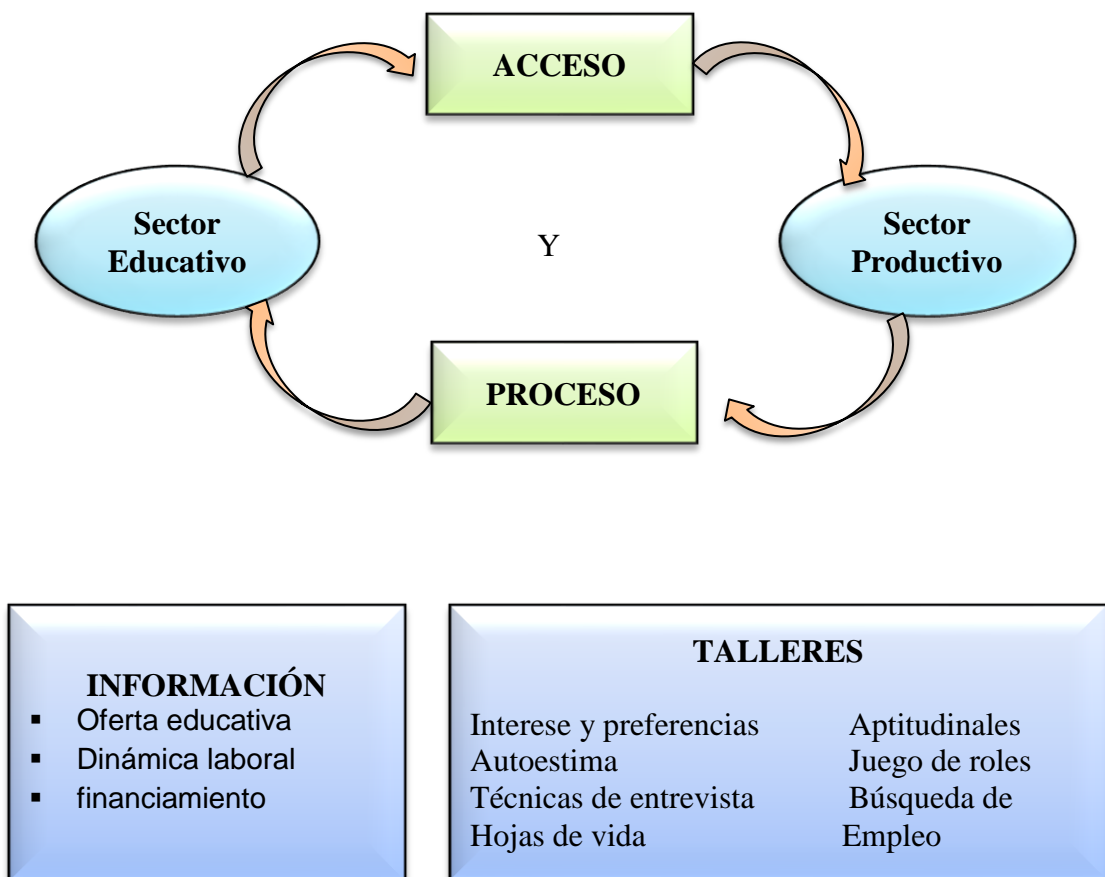 ACCESO
Sector
Educativo
Y
Sector
Productivo
PROCESO
INFORMACIÓN
▪ Oferta educativa
▪ Dinámica laboral
▪ financiamiento
TALLERES
Interese y preferencias
Autoestima
Técnicas de entrevista
Hojas de vida
Aptitudinales
Juego de roles
Búsqueda de
Empleo